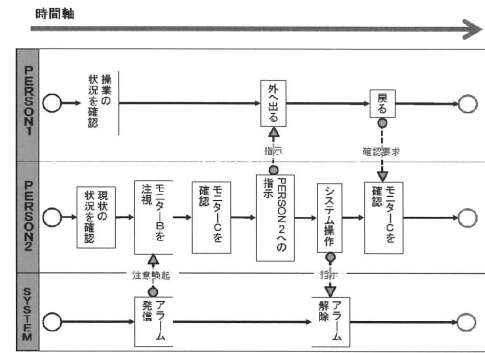 時間軸
PERSON1
操業の
状況を確認
外へ出る
戻る
指示
確認要求
PERSON2
現状の
状況を確認
モニターBを
注視
モニターCを
確認
PERSON2への
指示
システム操作
モニターCを
確認
注意喚起
指示
SYSTEM
アラーム
発信
アラーム
解除